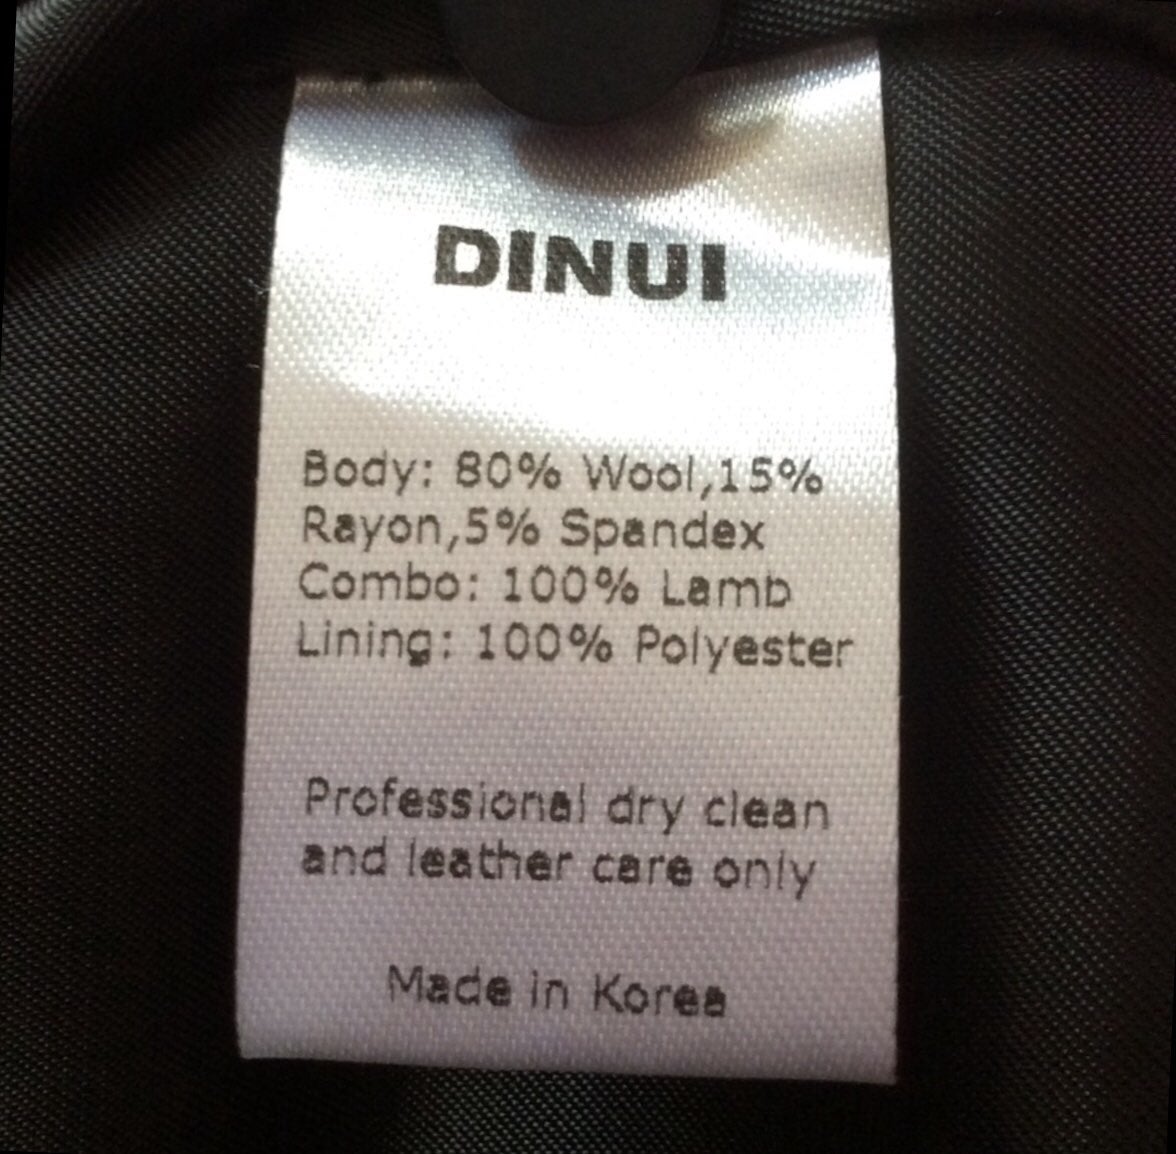 DINUI
Body: 80% Wool,15%
Rayon,5% Spandex
Combo: 100% Lamb
Lining: 100% Polyester
Professional dry clean
and leather care only
Made in Korea